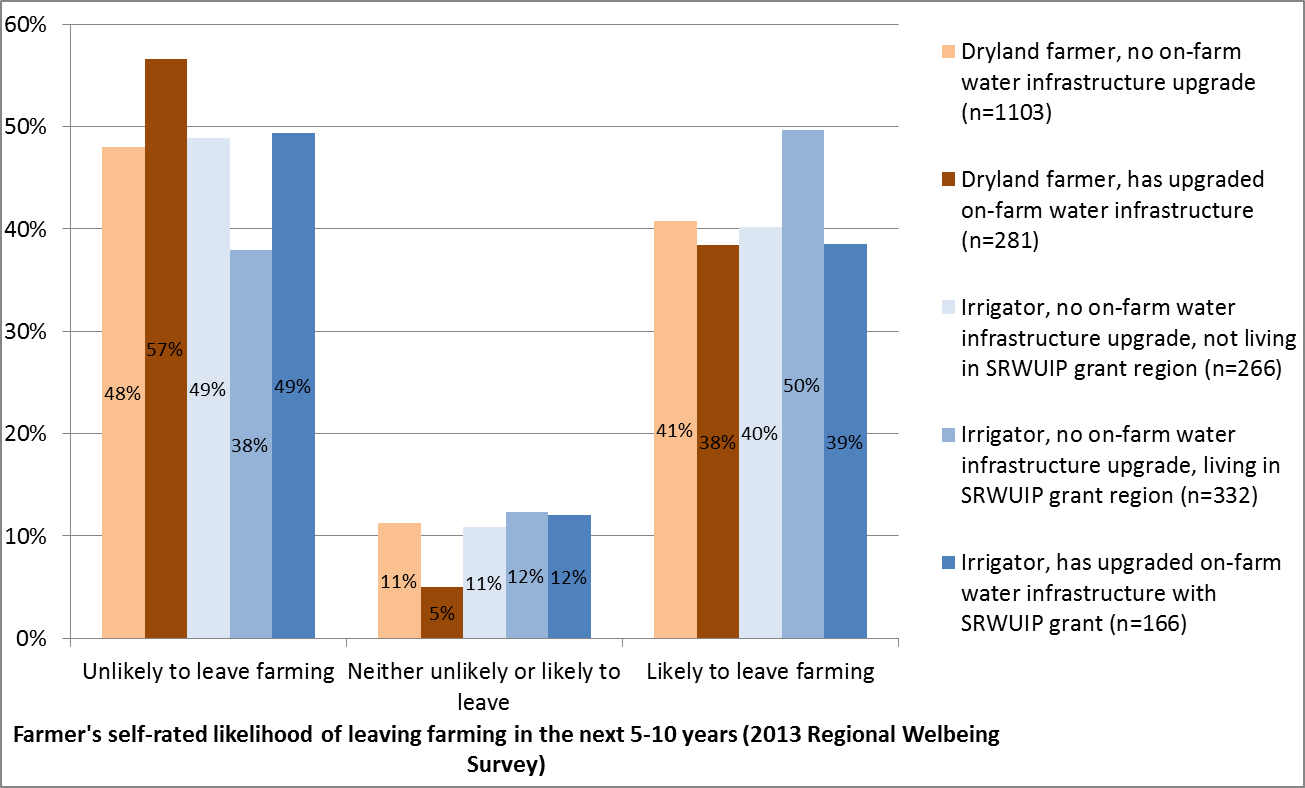 60%
50%
40%
30%
20%
10%
0%
48%
57%
49%
38%
49%
11%
5%
11%
12%
12%
41%
38%
40%
50%
39%
Unlikely to leave farming
Neither unlikely or likely to
leave
Likely to leave farming
Farmer's self-rated likelihood of leaving farming in the next 5-10 years (2013 Regional Welbeing
Survey)
Dryland farmer, no on-farm
water infrastructure upgrade
(n=1103)
Dryland farmer, has upgraded
on-farm water infrastructure
(n=281)
Irrigator, no on-farm water
infrastructure upgrade, not living
in SRWUIP grant region (n=266)
Irrigator, no on-farm water
infrastructure upgrade, living in
SRWUIP grant region (n=332)
Irrigator, has upgraded on-farm
water infrastructure with
SRWUIP grant (n=166)